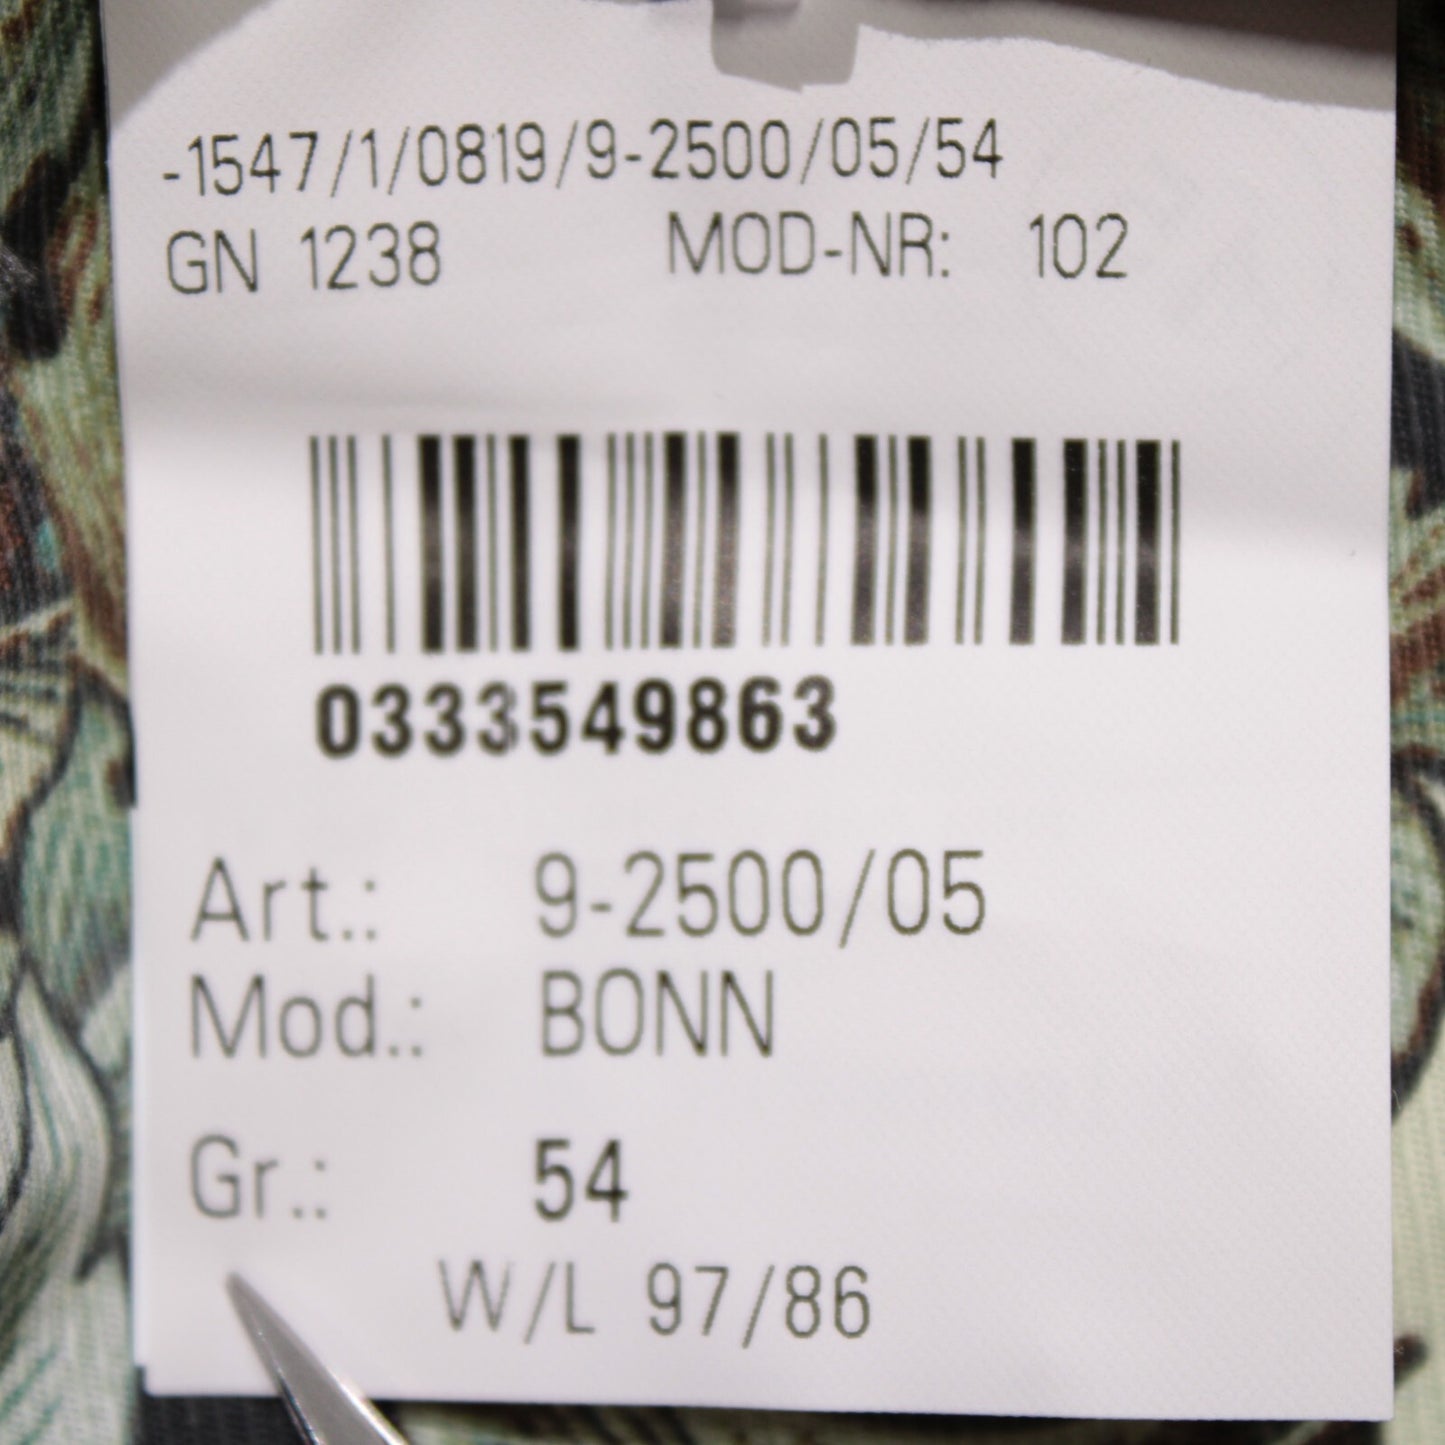 -1547/1/0819/9-2500/05/54
GN 1238 MOD-NR: 102
0333549863
Art.: 9-2500/05
Mod.: BONN
Gr.: 54
W/L 97/86